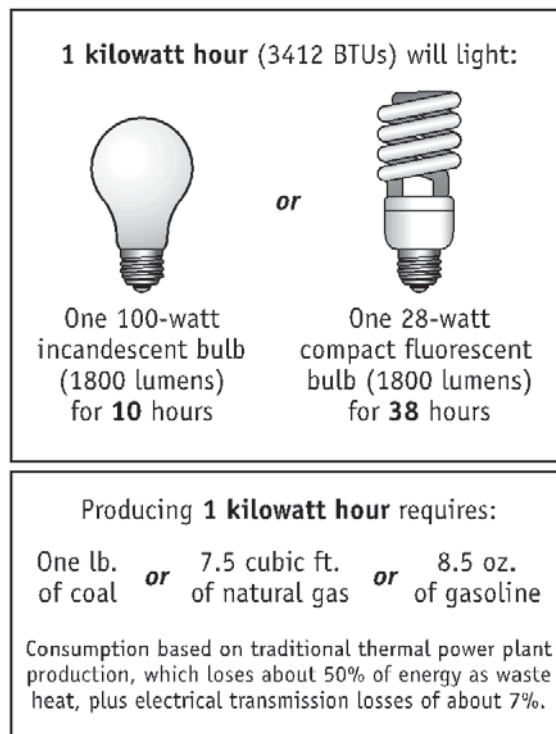 1 kilowatt hour (3412 BTUs) will light:
or
One 100-watt
incandescent bulb
(1800 lumens)
for 10 hours
One 28-watt
compact fluorescent
bulb (1800 lumens)
for 38 hours
Producing 1 kilowatt hour requires:
One lb.
of coal
or
7.5 cubic ft.
of natural gas
or
8.5 oz.
of gasoline
Consumption based on traditional thermal power plant
production, which loses about 50% of energy as waste
heat, plus electrical transmission losses of about 7%.